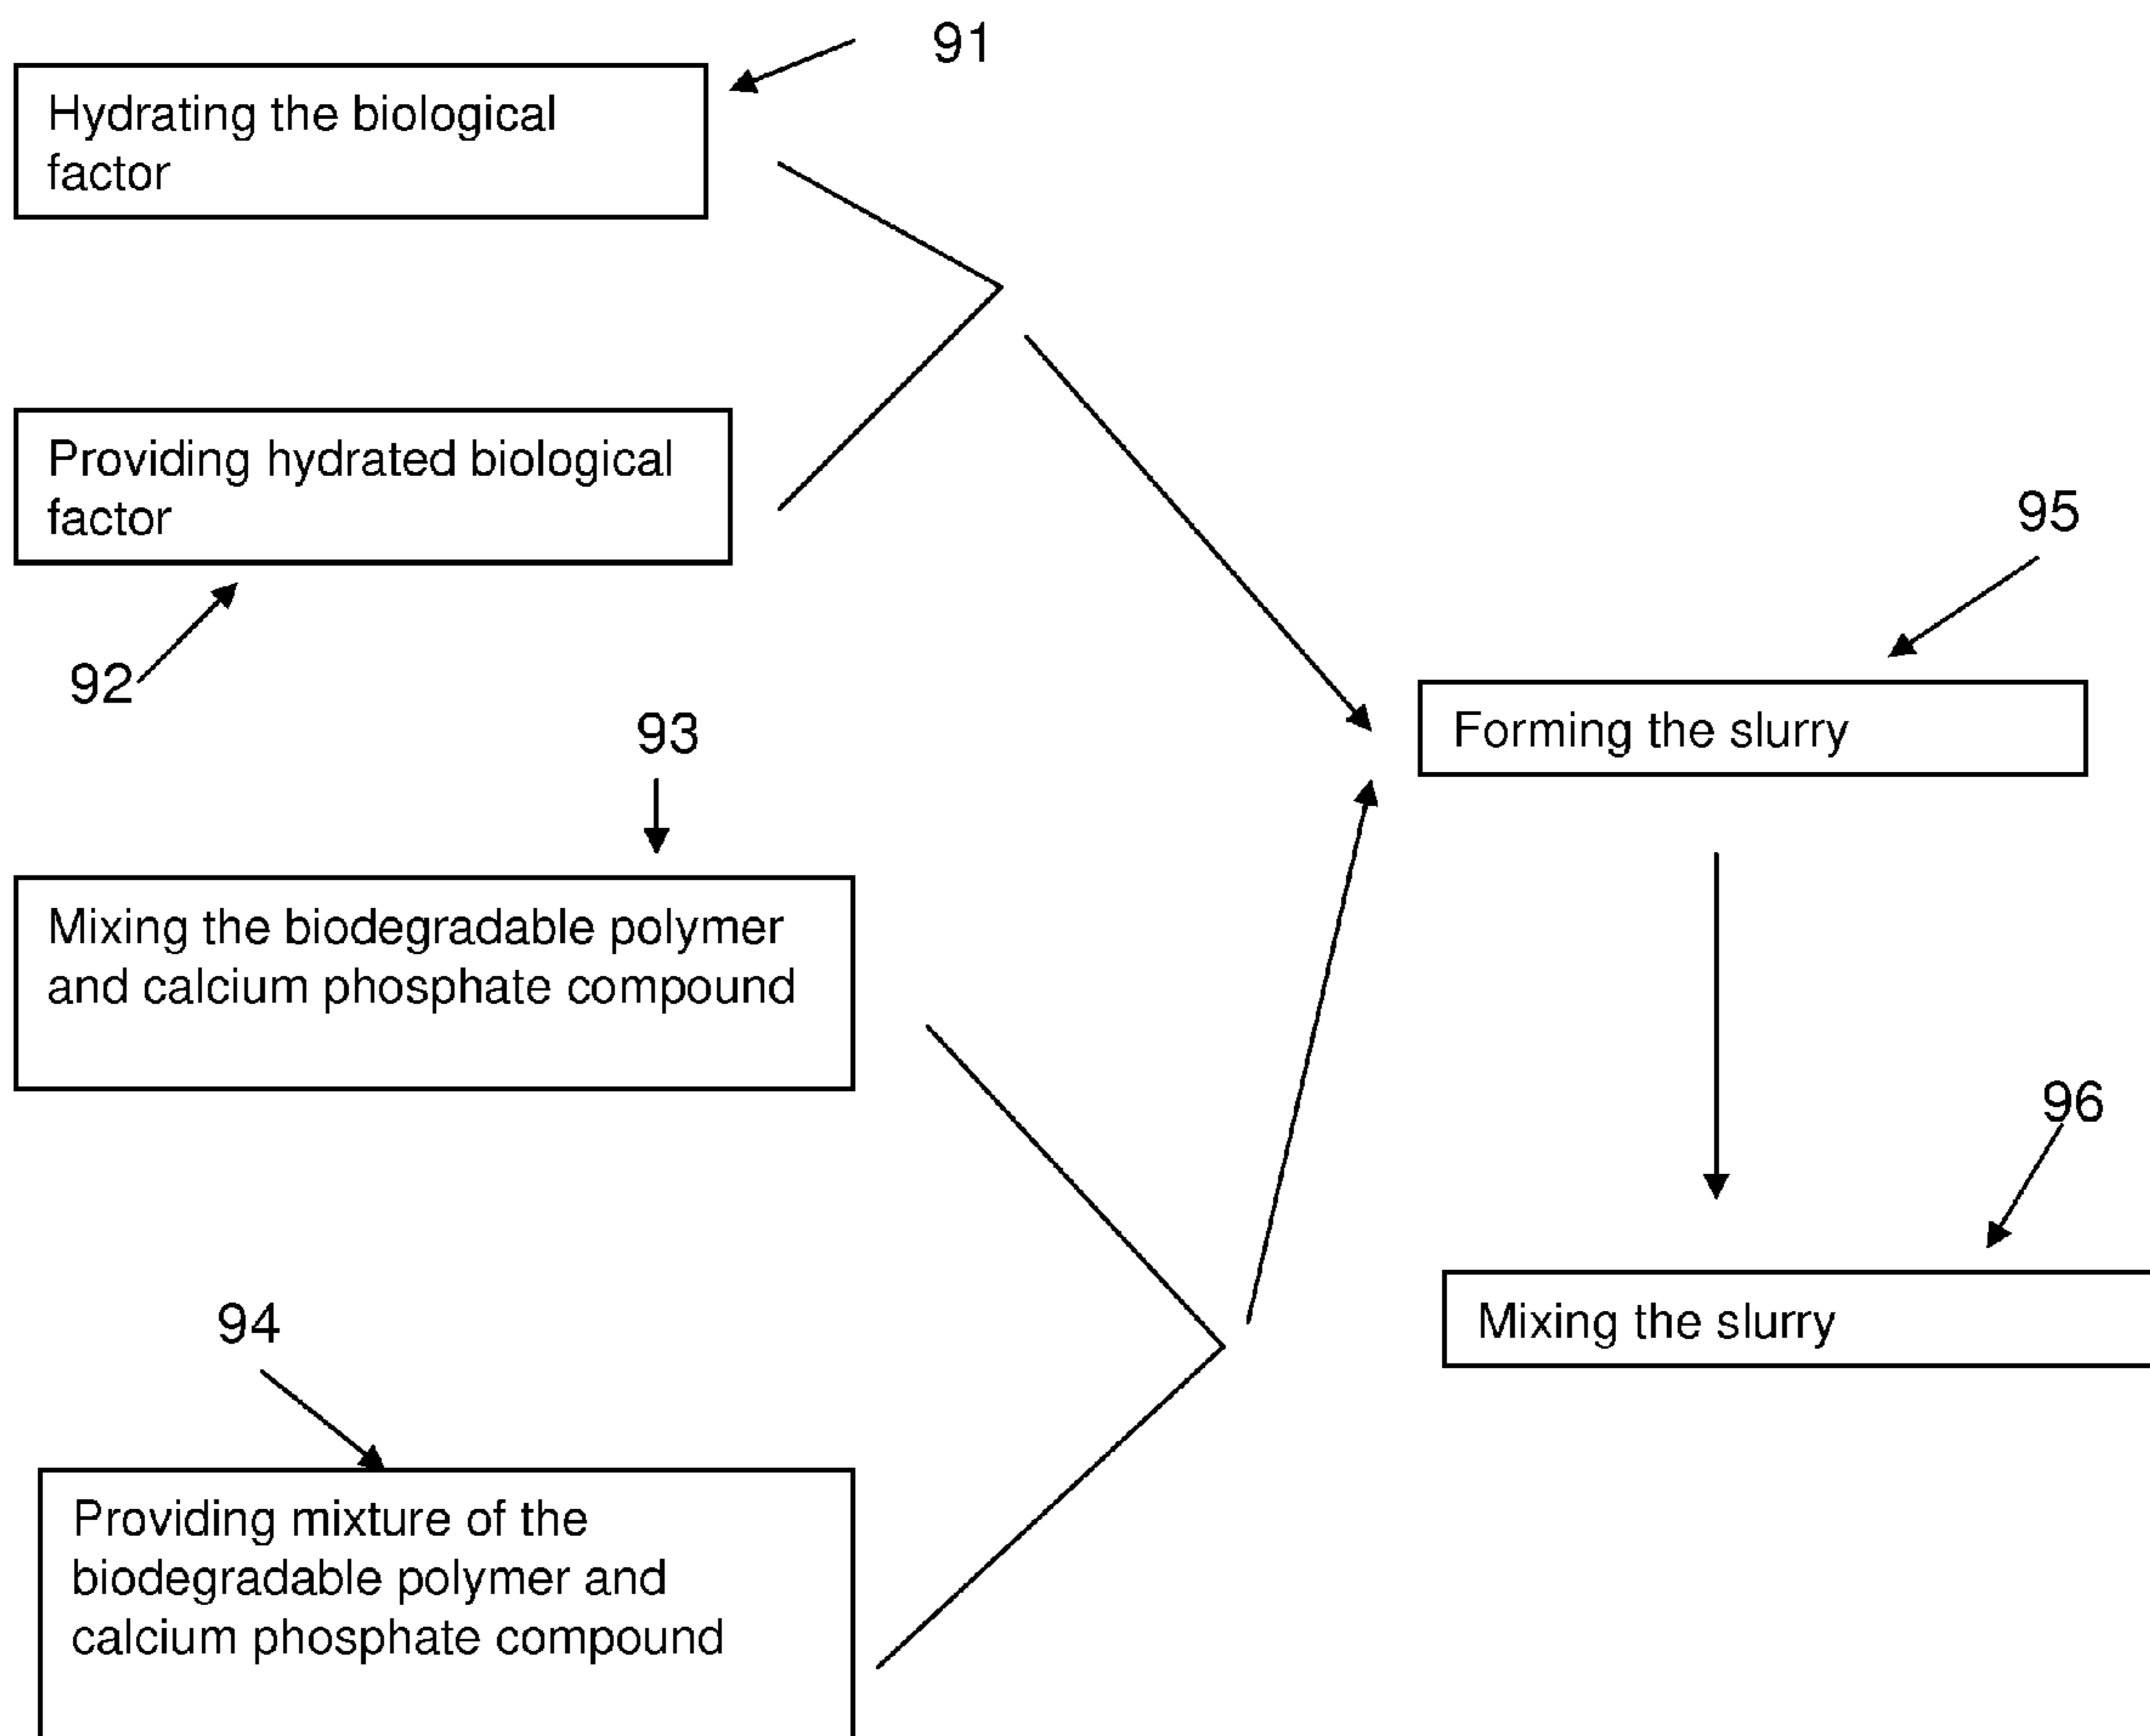 91
Hydrating the biological
factor
Providing hydrated biological
factor
92
93
Mixing the biodegradable polymer
and calcium phosphate compound
94
Providing mixture of the
biodegradable polymer and
calcium phosphate compound
95
Forming the slurry
96
Mixing the slurry